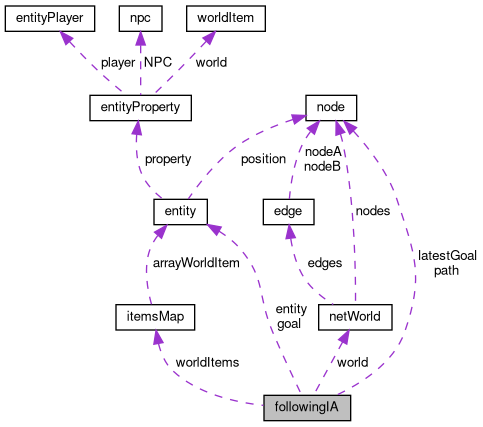 entityPlayer
npc
worldItem
player
NPC
world
entityProperty
node
property
position
nodeA
nodeB
entity
edge
nodes
arrayWorldItem
edges
latestGoal
path
itemsMap
entity
goal
netWorld
worldItems
world
followingIA